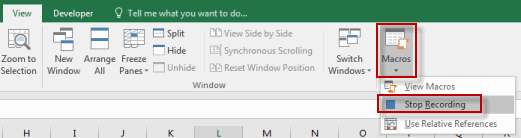 View
Developer
Tell me what you want to do...
Zoom to
Selection
New
Window
Arrange
All
Freeze
Panes
Split
Hide
Unhide
View Side by Side
Synchronous Scrolling
Reset Window Position
Switch
Windows
Macros
Window
View Macros
Stop Recording
Use Relative References
H I J K L M N O P